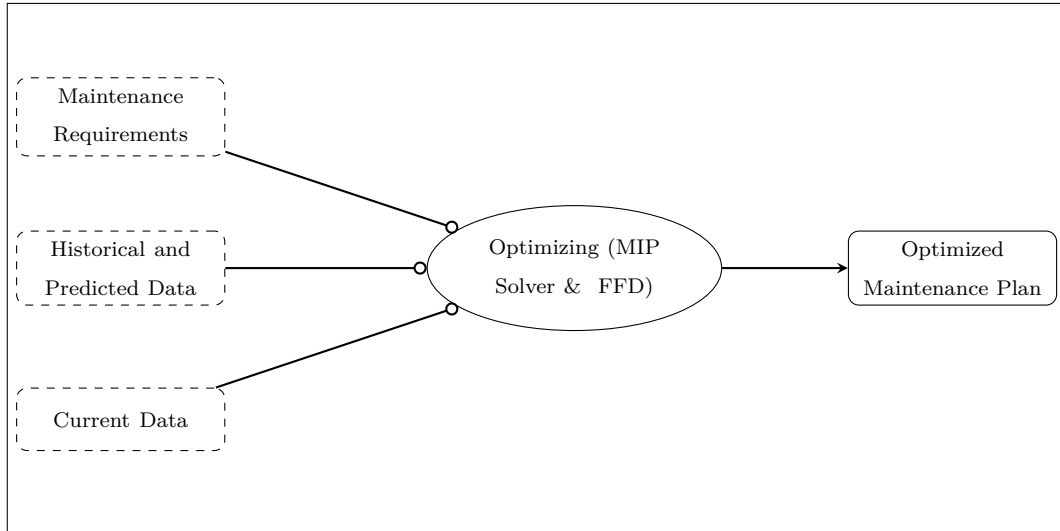 Maintenance
Requirements
Historical and
Predicted Data
Current Data
Optimizing (MIP
Solver & FFD)
Optimized
Maintenance Plan